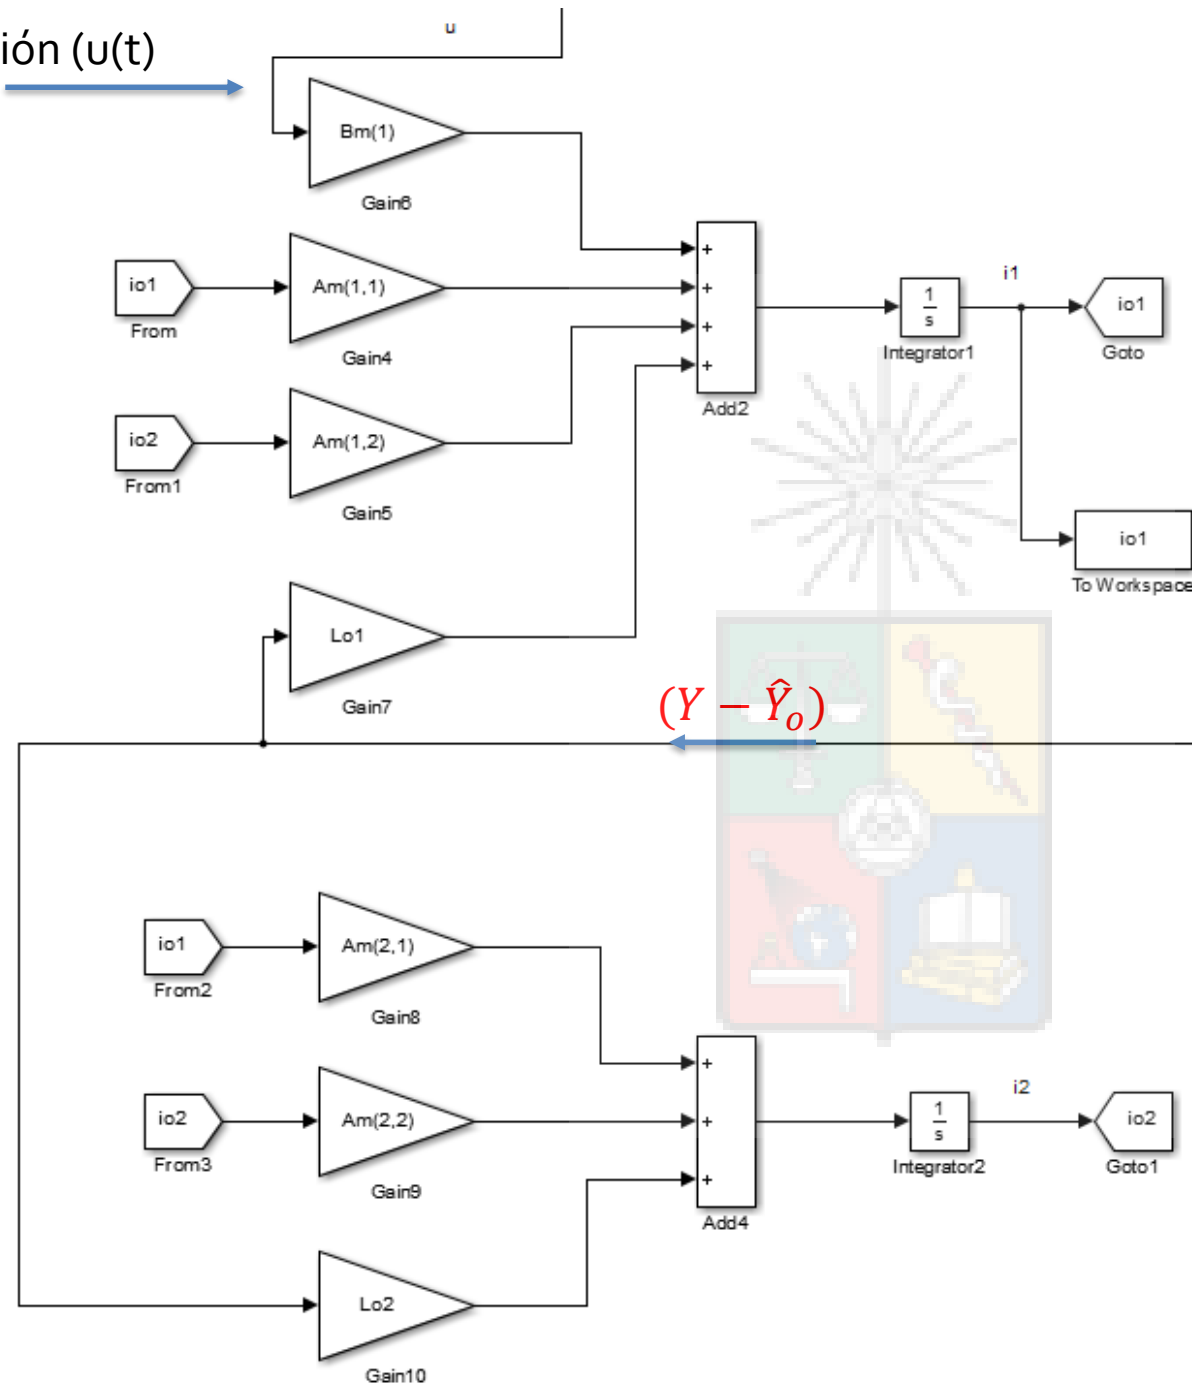 u
ión (u(t)
Bm(1)
Gain6
+
io1
Am(1,1)
+
i1
1
s
io1
From
Gain4
+
Integrator1
Goto
+
Add2
io2
Am(1,2)
From1
Gain5
io1
To Workspace
Lo1
Gain7
(Y − Ŷₒ)
io1
Am(2,1)
From2
Gain8
+
io2
Am(2,2)
+
i2
1
s
io2
From3
Gain9
+
Integrator2
Goto1
Add4
Lo2
Gain10